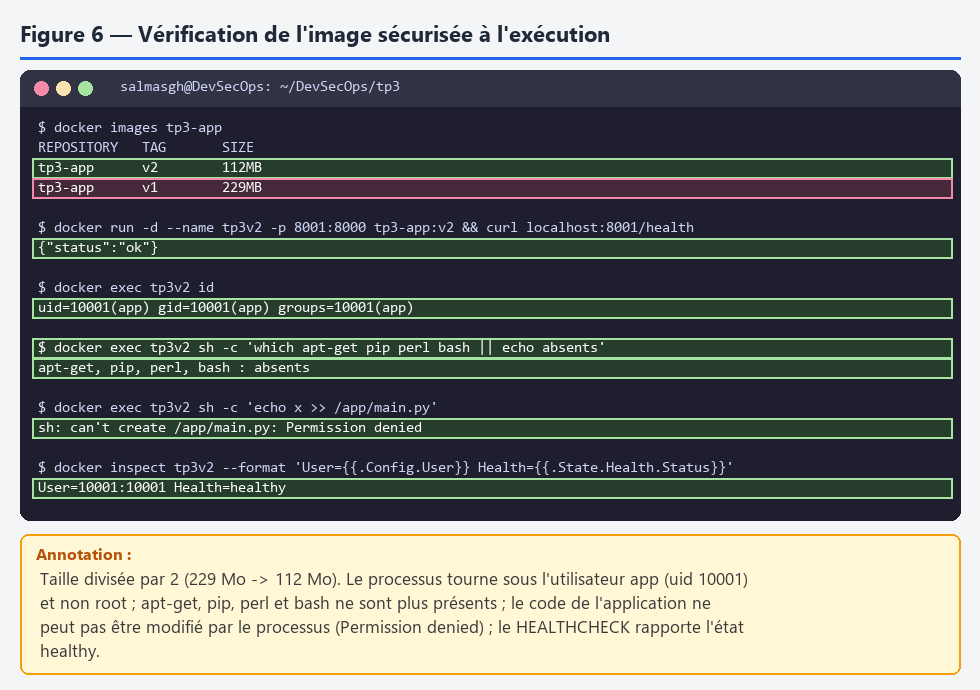 Figure 6 — Vérification de l'image sécurisée à l'exécution
salmasgh@DevSecOps: ~/DevSecOps/tp3
$ docker images tp3-app
REPOSITORY   TAG       SIZE
tp3-app      v2        112MB
tp3-app      v1        229MB
$ docker run -d --name tp3v2 -p 8001:8000 tp3-app:v2 && curl localhost:8001/health
{"status":"ok"}
$ docker exec tp3v2 id
uid=10001(app) gid=10001(app) groups=10001(app)
$ docker exec tp3v2 sh -c 'which apt-get pip perl bash || echo absents'
apt-get, pip, perl, bash : absents
$ docker exec tp3v2 sh -c 'echo x >> /app/main.py'
sh: can't create /app/main.py: Permission denied
$ docker inspect tp3v2 --format 'User={{.Config.User}} Health={{.State.Health.Status}}'
User=10001:10001 Health=healthy
Annotation :
Taille divisée par 2 (229 Mo -> 112 Mo). Le processus tourne sous l'utilisateur app (uid 10001)
et non root ; apt-get, pip, perl et bash ne sont plus présents ; le code de l'application ne
peut pas être modifié par le processus (Permission denied) ; le HEALTHCHECK rapporte l'état
healthy.